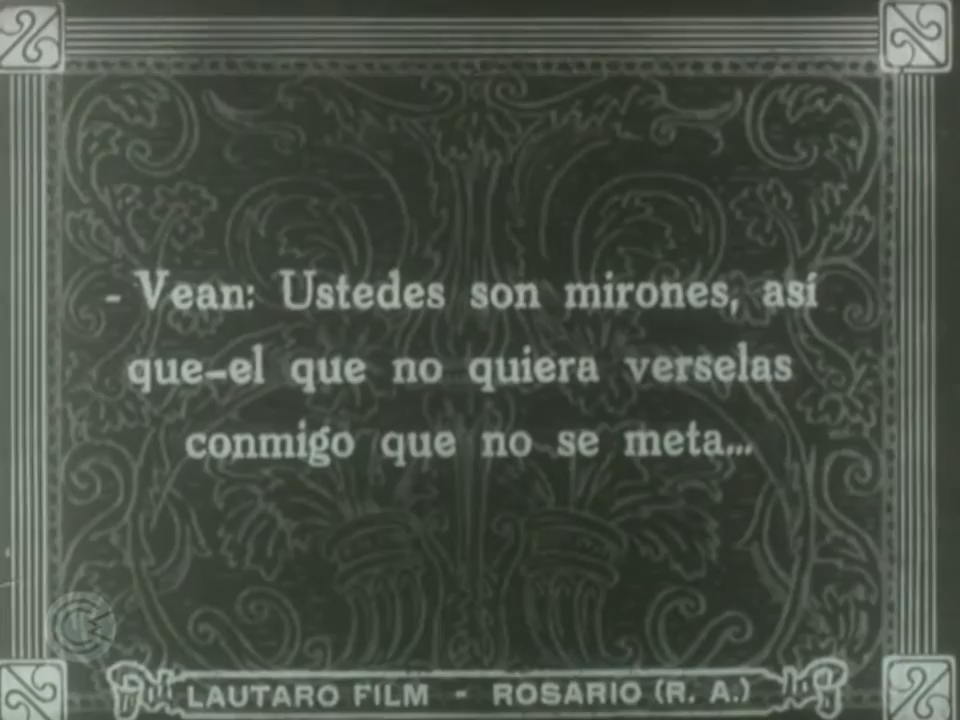 - Vean: Ustedes son mirones, así
que-el que no quiera verselas
conmigo que no se meta...
LAUTARO FILM - ROSARIO (R. A.)